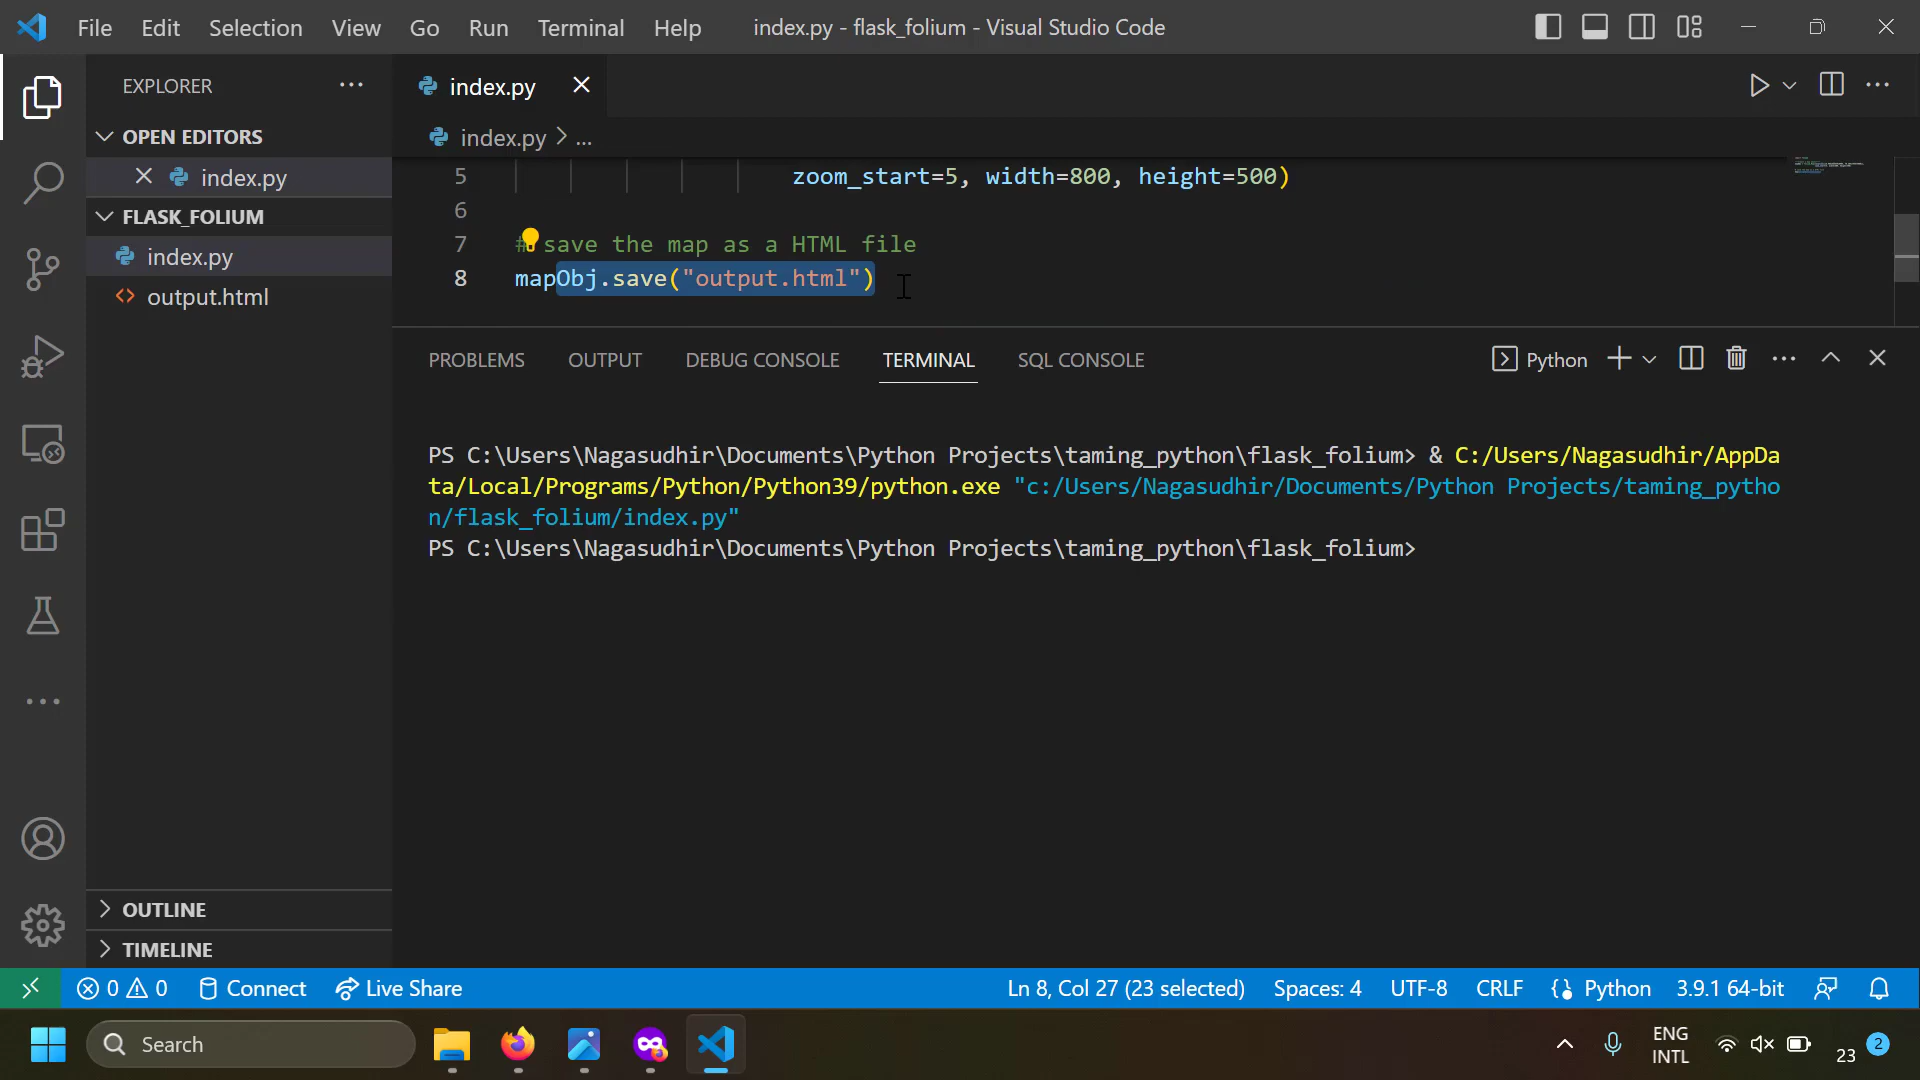 File Edit Selection View Go Run Terminal Help index.py - flask_folium - Visual Studio Code
EXPLORER
OPEN EDITORS
index.py
FLASK_FOLIUM
index.py
output.html
OUTLINE
TIMELINE
index.py
index.py > ...
5 zoom_start=5, width=800, height=500)
6
7 # save the map as a HTML file
8 mapObj.save("output.html")
PROBLEMS OUTPUT DEBUG CONSOLE TERMINAL SQL CONSOLE Python
PS C:\Users\Nagasudhir\Documents\Python Projects\taming_python\flask_folium> & C:/Users/Nagasudhir/AppDa
ta/Local/Programs/Python/Python39/python.exe "c:/Users/Nagasudhir/Documents/Python Projects/taming_pytho
n/flask_folium/index.py"
PS C:\Users\Nagasudhir\Documents\Python Projects\taming_python\flask_folium>
0 0 Connect Live Share Ln 8, Col 27 (23 selected) Spaces: 4 UTF-8 CRLF Python 3.9.1 64-bit
Search
ENG
INTL
23 2